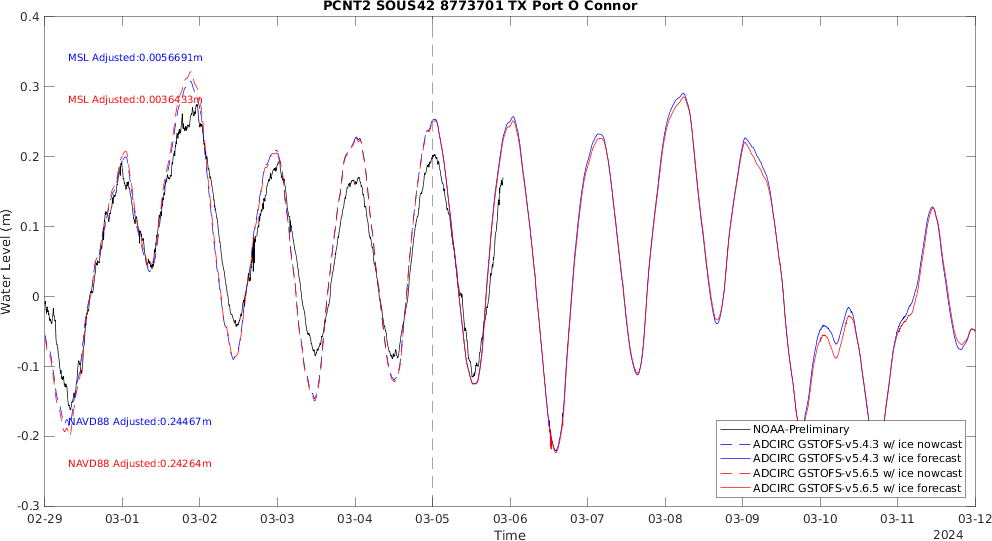 PCNT2 SOUS42 8773701 TX Port O Connor
0.4
MSL Adjusted:0.0056691m
0.3
MSL Adjusted:0.0036433m
0.2
0.1
Water Level (m)
0
-0.1
NAVD88 Adjusted:0.24467m
-0.2
NAVD88 Adjusted:0.24264m
-0.3
NOAA-Preliminary
ADCIRC GSTOFS-v5.4.3 w/ ice nowcast
ADCIRC GSTOFS-v5.4.3 w/ ice forecast
ADCIRC GSTOFS-v5.6.5 w/ ice nowcast
ADCIRC GSTOFS-v5.6.5 w/ ice forecast
02-29 03-01 03-02 03-03 03-04 03-05 03-06 03-07 03-08 03-09 03-10 03-11 03-12
Time
2024